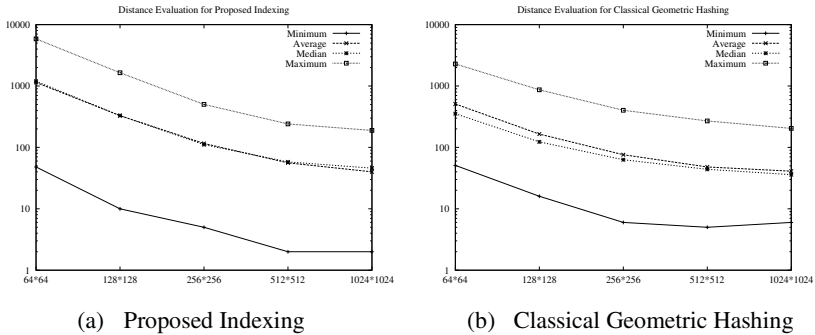 Distance Evaluation for Proposed Indexing
10000
1000
100
10
1
64*64
128*128
256*256
512*512
1024*1024
Minimum
Average
Median
Maximum
(a) Proposed Indexing
Distance Evaluation for Classical Geometric Hashing
10000
1000
100
10
1
64*64
128*128
256*256
512*512
1024*1024
Minimum
Average
Median
Maximum
(b) Classical Geometric Hashing